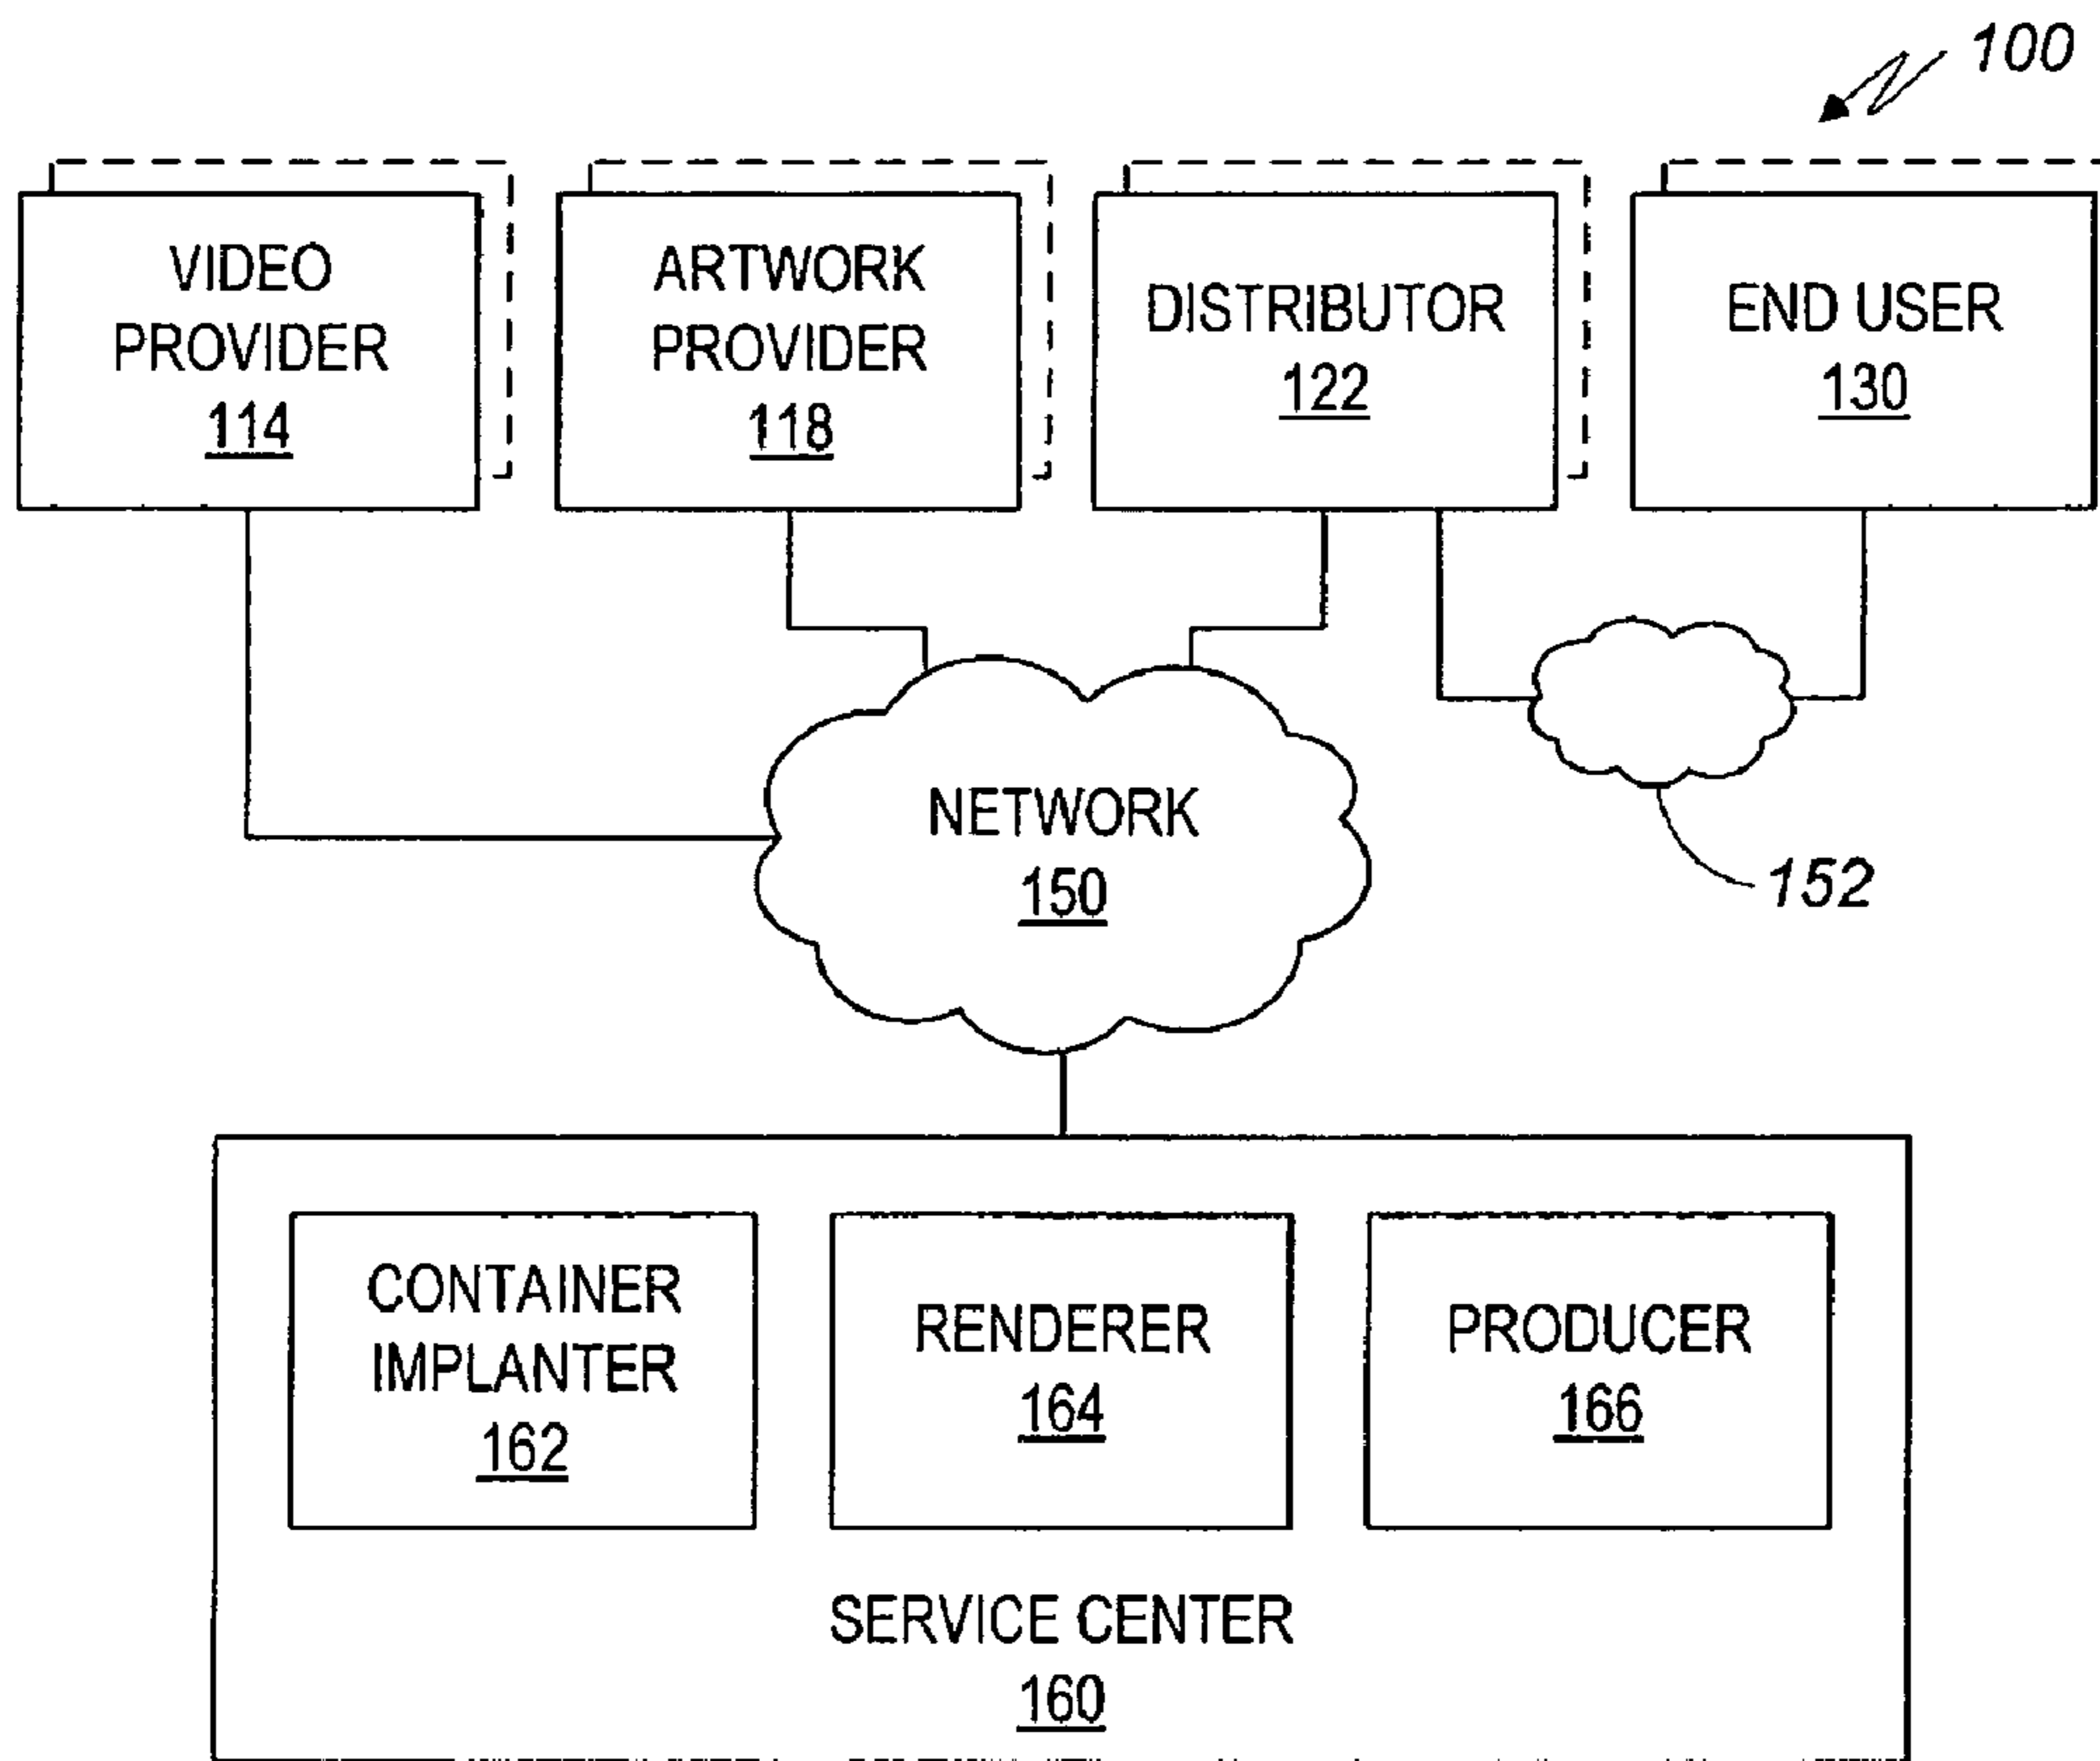 100
VIDEO
PROVIDER
114
ARTWORK
PROVIDER
118
DISTRIBUTOR
122
END USER
130
NETWORK
150
152
CONTAINER
IMPLANTER
162
RENDERER
164
PRODUCER
166
SERVICE CENTER
160